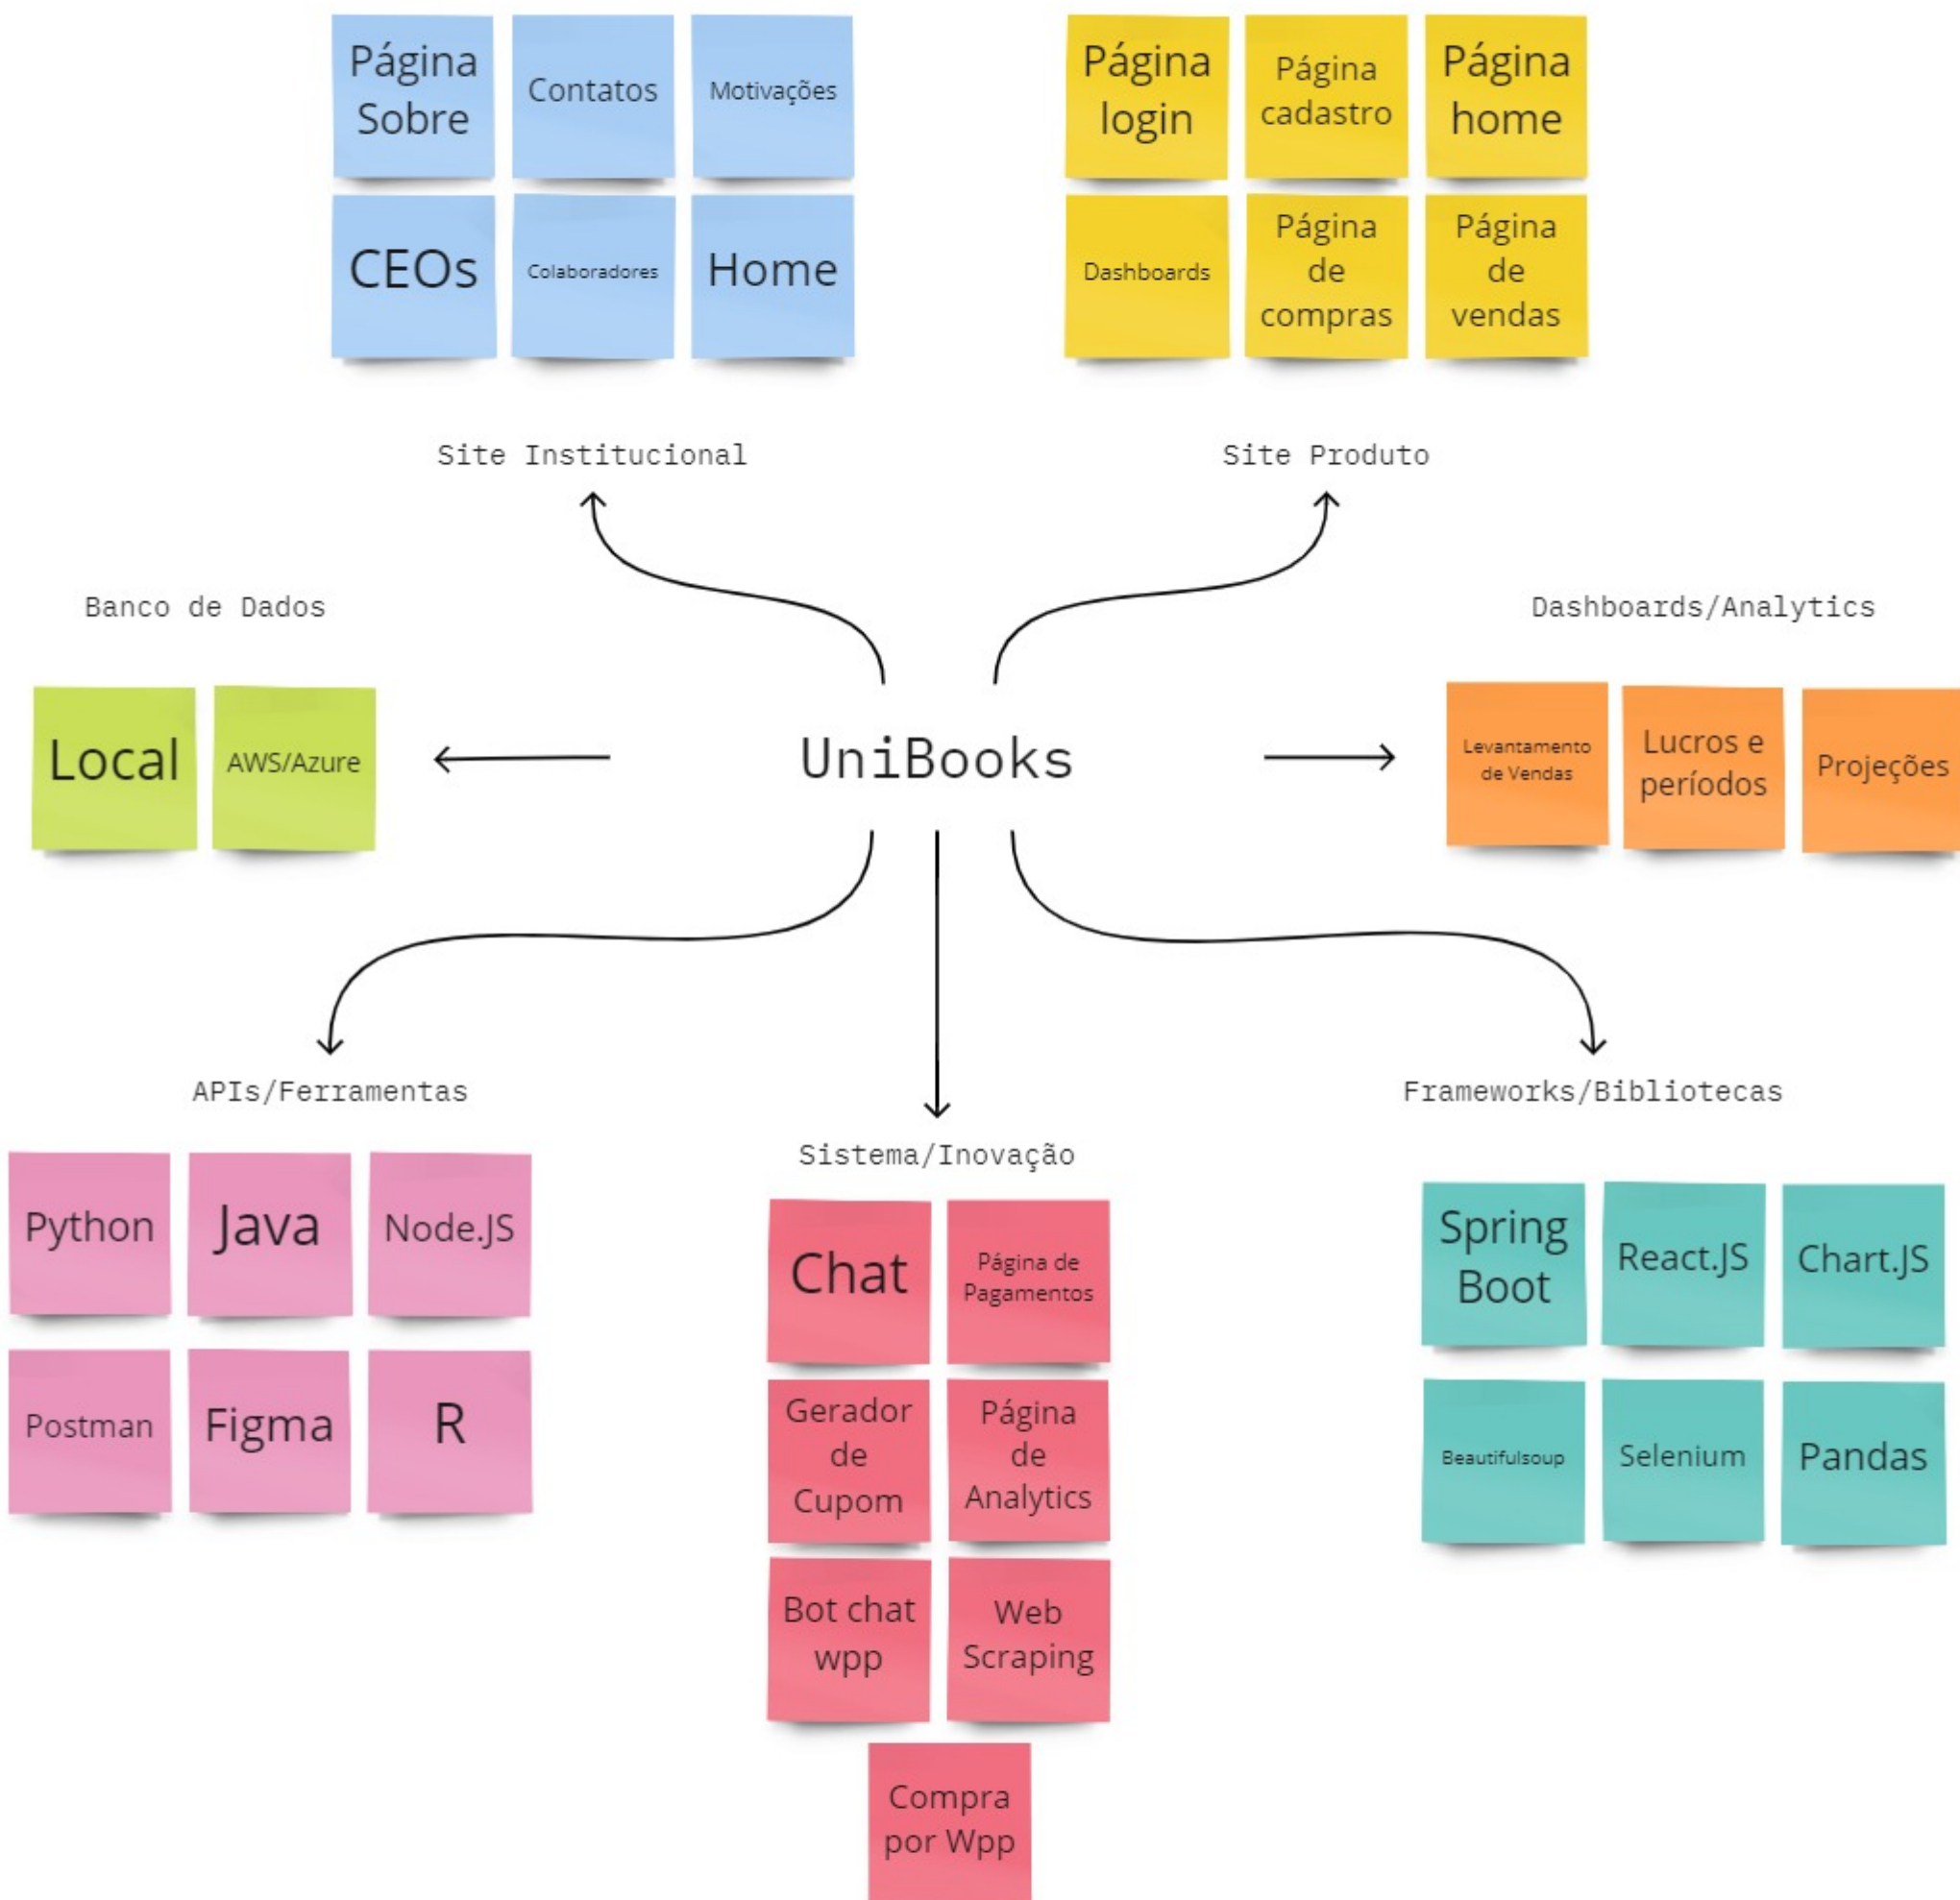 Página
Sobre
Contatos
Motivações
CEOs
Colaboradores
Home
Site Institucional
Página
login
Página
cadastro
Página
home
Dashboards
Página
de
compras
Página
de
vendas
Site Produto
Banco de Dados
Local
AWS/Azure
UniBooks
Dashboards/Analytics
Levantamento
de Vendas
Lucros e
períodos
Projeções
APIs/Ferramentas
Python
Java
Node.JS
Postman
Figma
R
Sistema/Inovação
Chat
Página de
Pagamentos
Gerador
de
Cupom
Página
de
Analytics
Bot chat
wpp
Web
Scraping
Compra
por Wpp
Frameworks/Bibliotecas
Spring
Boot
React.JS
Chart.JS
Beautifulsoup
Selenium
Pandas